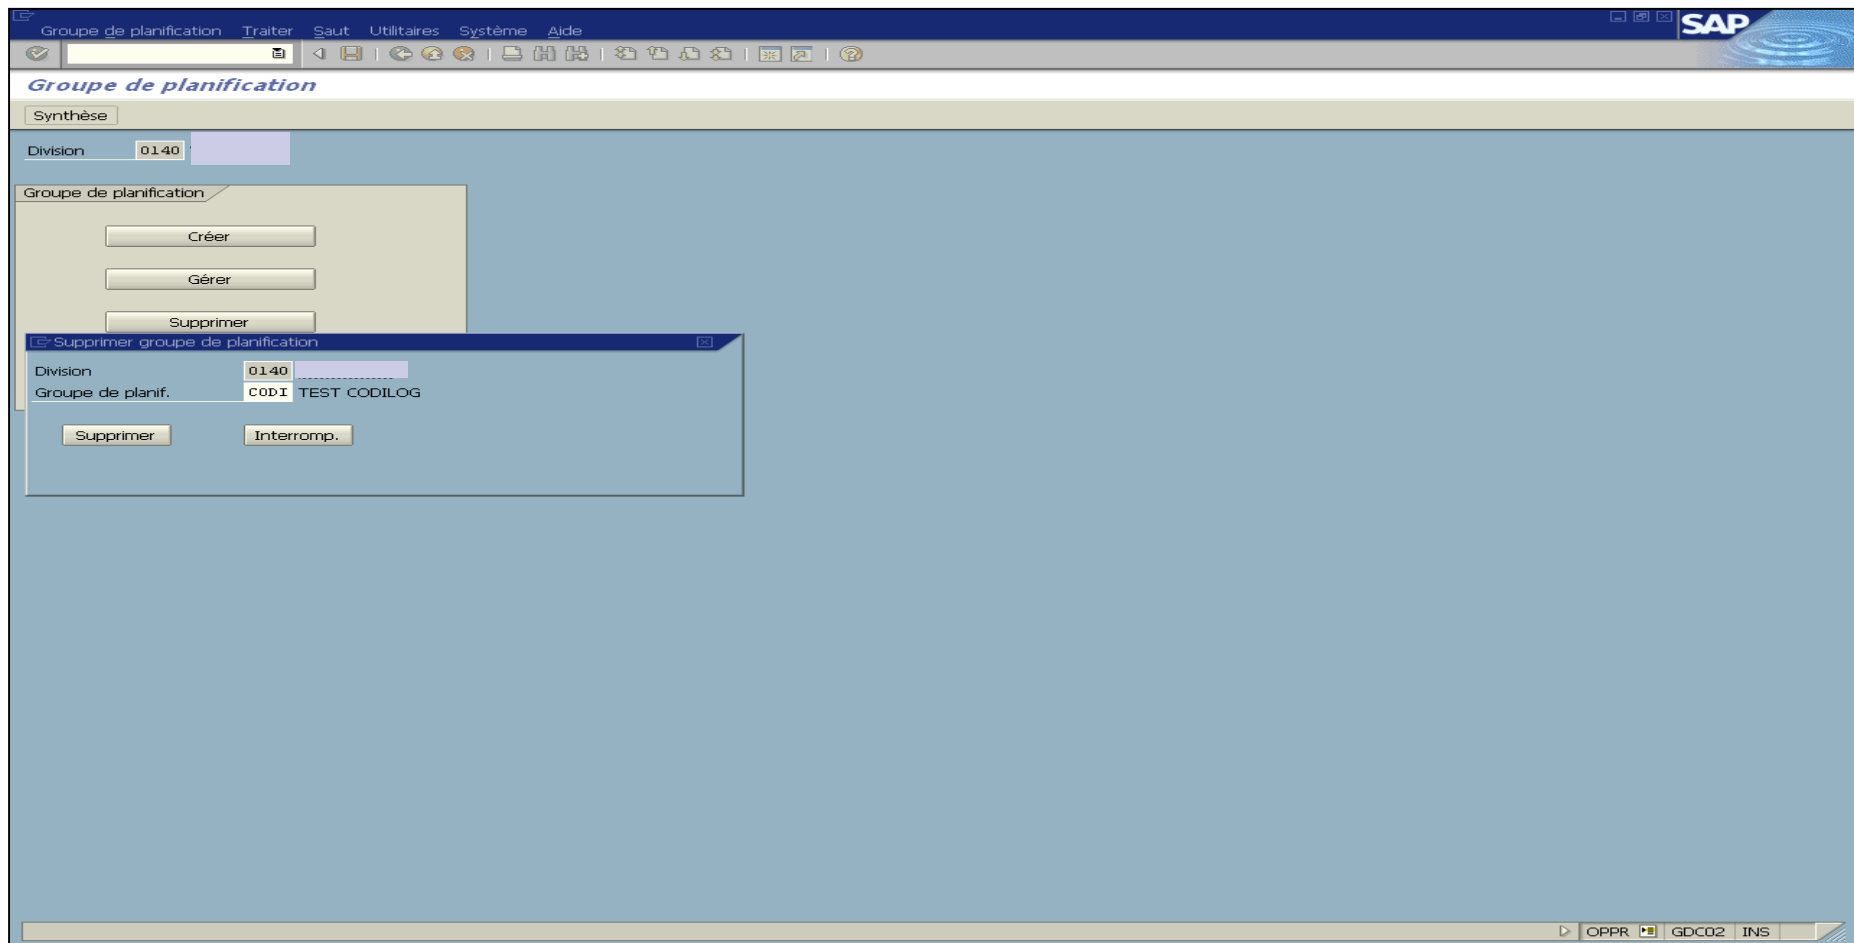 Groupe de planification Traiter Saut Utilitaires Système Aide
SAP
Groupe de planification
Synthèse
Division 0140
Groupe de planification
Créer
Gérer
Supprimer
Supprimer groupe de planification
Division 0140
Groupe de planif. CODI TEST CODILOG
Supprimer Interromp.
OPPR GDC02 INS